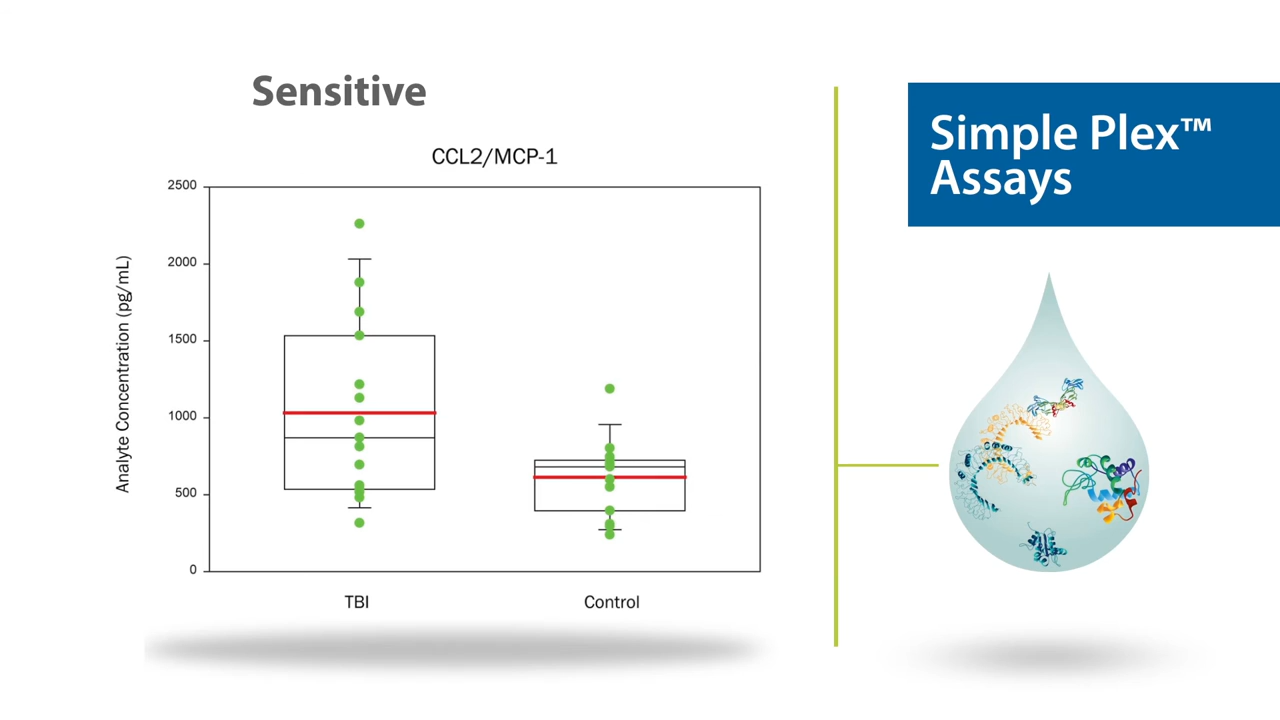 Sensitive
CCL2/MCP-1
Analyte Concentration (pg/mL)
2500
2000
1500
1000
500
0
TBI
Control
Simple Plex™
Assays